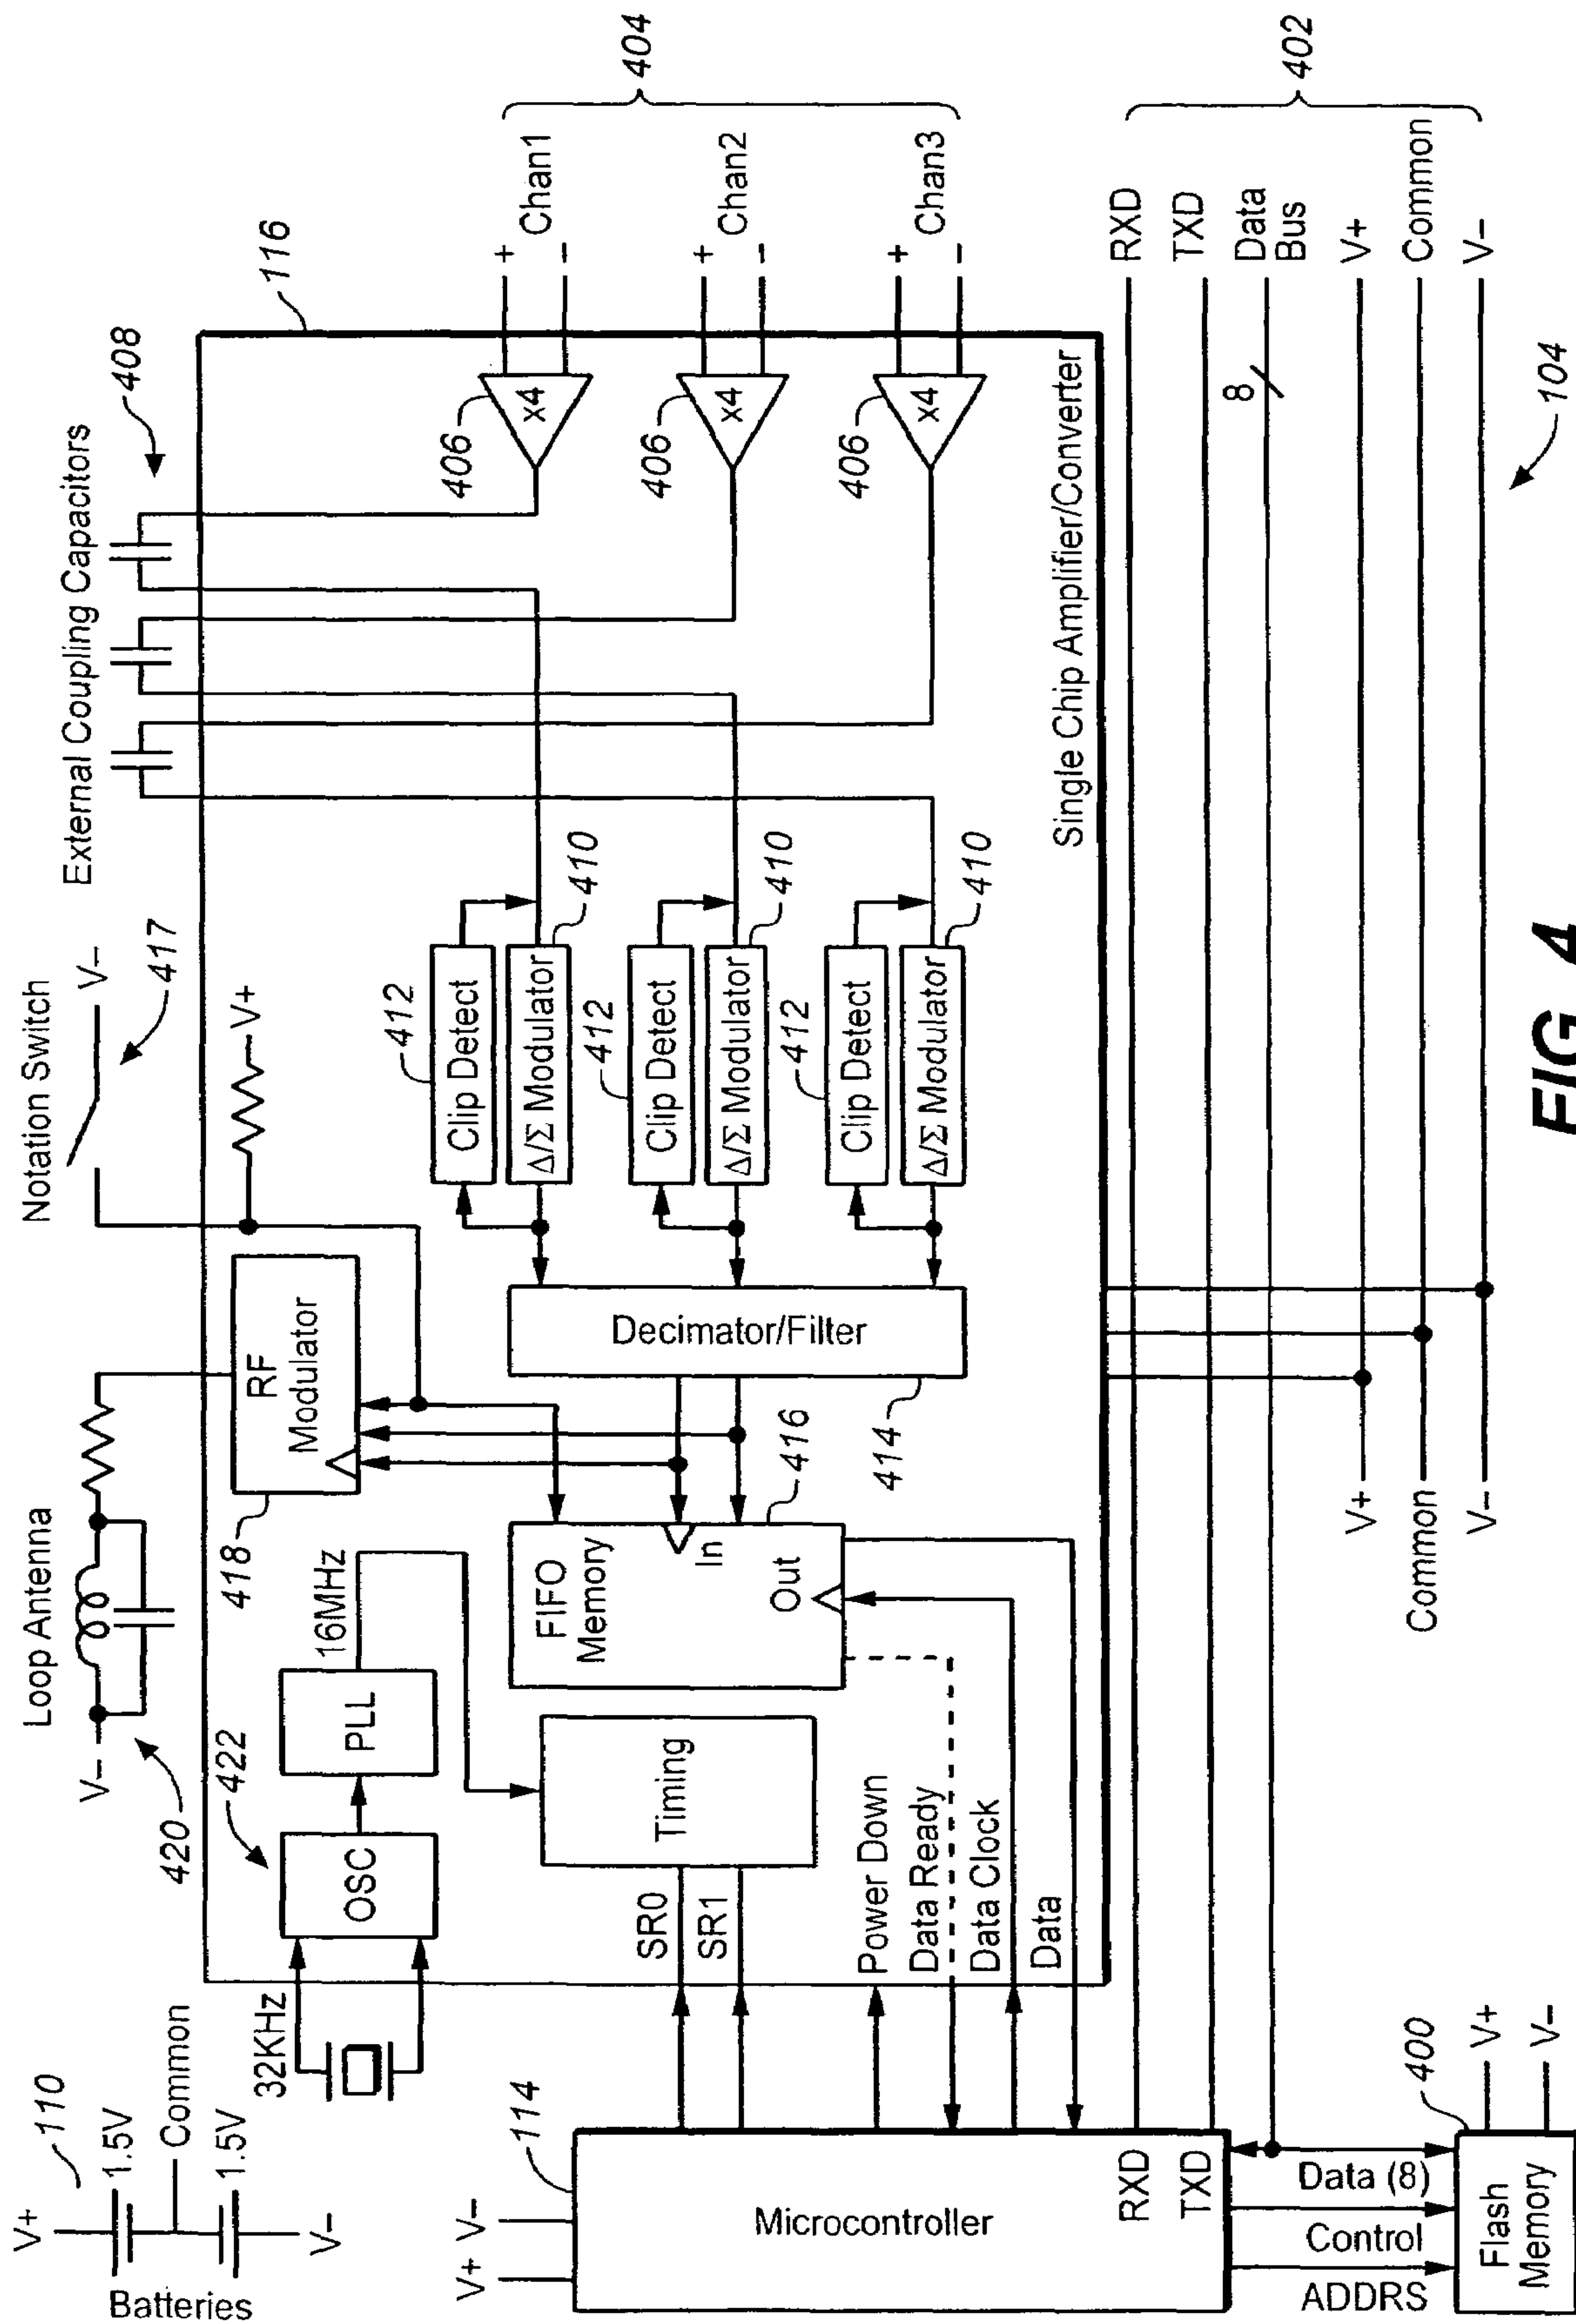 Batteries
V+
110
1.5V
Common
1.5V
V–
V–
420
Loop Antenna
Notation Switch
V–
417
V+
External Coupling Capacitors
408
116
32KHz
OSC
422
PLL
16MHz
418
RF
Modulator
SR0
SR1
Timing
FIFO
Memory
In
Out
416
Decimator/Filter
414
412
Clip Detect
Δ/Σ Modulator
410
412
Clip Detect
Δ/Σ Modulator
410
412
Clip Detect
Δ/Σ Modulator
410
406
x4
+
–
Chan1
406
x4
+
–
Chan2
406
x4
+
–
Chan3
404
Power Down
Data Ready
Data Clock
Data
Single Chip Amplifier/Converter
V+
V–
114
Microcontroller
RXD
TXD
RXD
TXD
8
Data
Bus
V+
Common
V–
402
V+
Common
V–
Data (8)
Control
ADDRS
400
Flash
Memory
V+
V–
104
FIG. 4